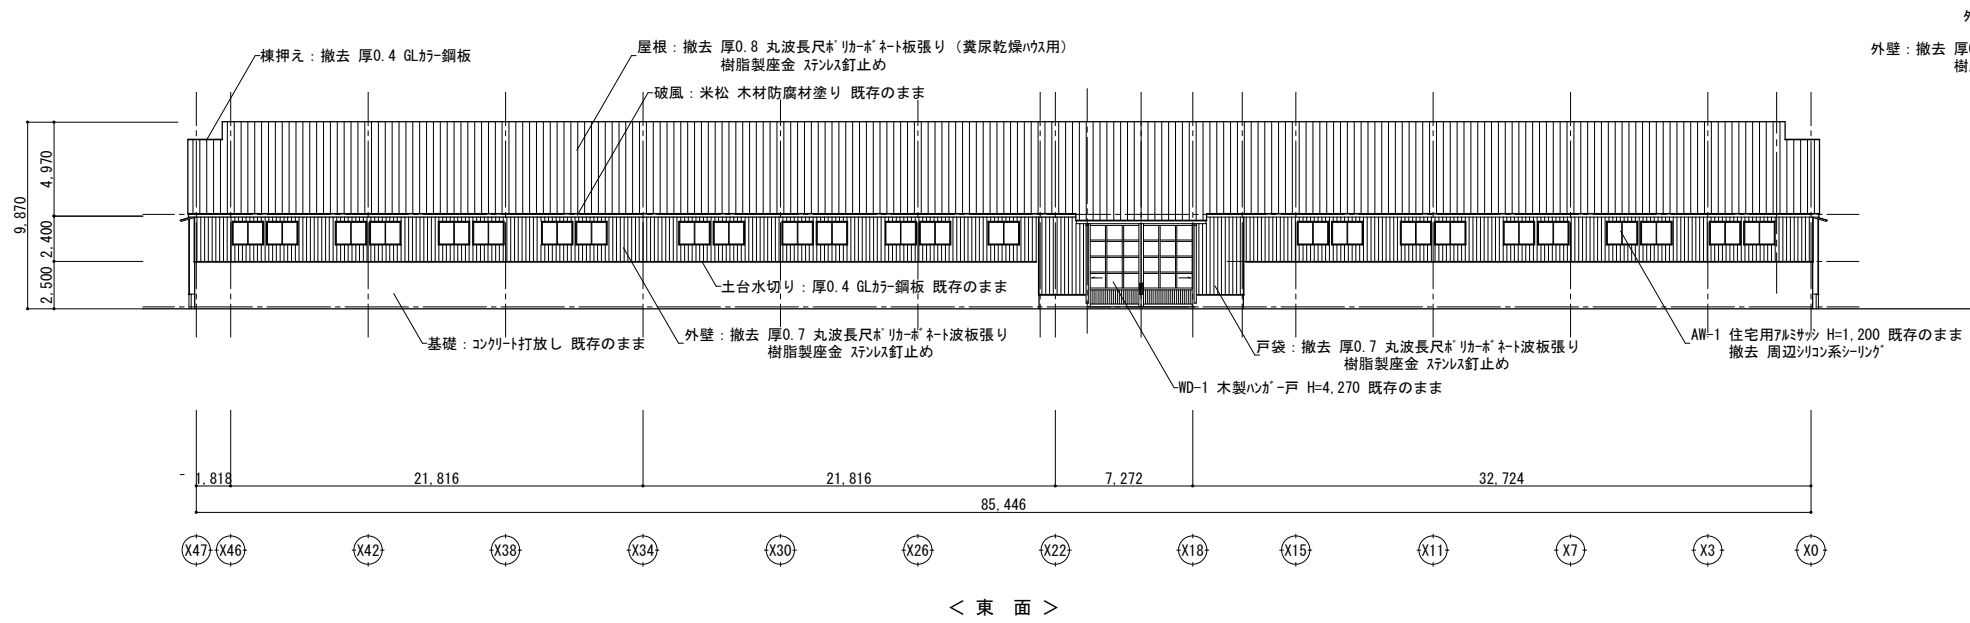 外壁：撤去 厚
棟押え：撤去 厚0.4 GLｶﾗｰ鋼板
屋根：撤去 厚0.8 丸波長尺ﾎﾟﾘｶｰﾎﾞﾈｰﾄ板張り（糞尿乾燥ﾊｳｽ用）
樹脂製座金 ｽﾃﾝﾚｽ釘止め
破風：米松 木材防腐材塗り 既存のまま
9,870
4,970
2,400
2,500
土台水切り：厚0.4 GLｶﾗｰ鋼板 既存のまま
基礎：ｺﾝｸﾘｰﾄ打放し 既存のまま
外壁：撤去 厚0.7 丸波長尺ﾎﾟﾘｶｰﾎﾞﾈｰﾄ波板張り
樹脂製座金 ｽﾃﾝﾚｽ釘止め
戸袋：撤去 厚0.7 丸波長尺ﾎﾟﾘｶｰﾎﾞﾈｰﾄ波板張り
樹脂製座金 ｽﾃﾝﾚｽ釘止め
AW-1 住宅用ｱﾙﾐｻｯｼ H=1,200 既存のまま
撤去 周辺ｼﾘｺﾝ系ｼｰﾘﾝｸﾞ
WD-1 木製ﾊﾝｶﾞｰ戸 H=4,270 既存のまま
1,818 21,816 21,816 7,272 32,724
85,446
X47 X46 X42 X38 X34 X30 X26 X22 X18 X15 X11 X7 X3 X0
＜ 東 面 ＞